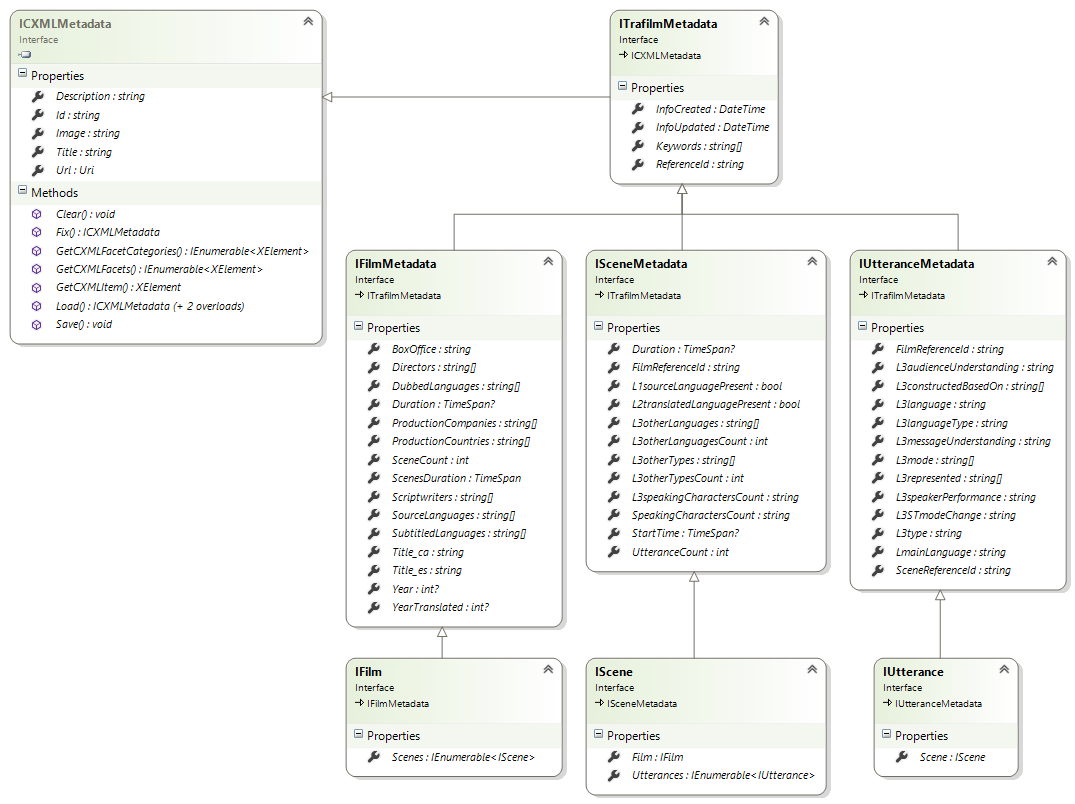 ICXMLMetadata
Interface
Properties
Description : string
Id : string
Image : string
Title : string
Url : Uri
Methods
Clear() : void
Fix() : ICXMLMetadata
GetCXMLFacetCategories() : IEnumerable<XElement>
GetCXMLFacets() : IEnumerable<XElement>
GetCXMLItem() : XElement
Load() : ICXMLMetadata (+ 2 overloads)
Save() : void
ITrafilmMetadata
Interface
ICXMLMetadata
Properties
InfoCreated : DateTime
InfoUpdated : DateTime
Keywords : string[]
ReferenceId : string
IFilmMetadata
Interface
ITrafilmMetadata
Properties
BoxOffice : string
Directors : string[]
DubbedLanguages : string[]
Duration : TimeSpan?
ProductionCompanies : string[]
ProductionCountries : string[]
SceneCount : int
ScenesDuration : TimeSpan
Scriptwriters : string[]
SourceLanguages : string[]
SubtitledLanguages : string[]
Title_ca : string
Title_es : string
Year : int?
YearTranslated : int?
ISceneMetadata
Interface
ITrafilmMetadata
Properties
Duration : TimeSpan?
FilmReferenceId : string
L1sourceLanguagePresent : bool
L2translatedLanguagePresent : bool
L3otherLanguages : string[]
L3otherLanguagesCount : int
L3otherTypes : string[]
L3otherTypesCount : int
L3speakingCharactersCount : string
SpeakingCharactersCount : string
StartTime : TimeSpan?
UtteranceCount : int
IUtteranceMetadata
Interface
ITrafilmMetadata
Properties
FilmReferenceId : string
L3audienceUnderstanding : string
L3constructedBasedOn : string[]
L3language : string
L3languageType : string
L3messageUnderstanding : string
L3mode : string[]
L3represented : string[]
L3speakerPerformance : string
L3STmodeChange : string
L3type : string
LmainLanguage : string
SceneReferenceId : string
IFilm
Interface
IFilmMetadata
Properties
Scenes : IEnumerable<IScene>
IScene
Interface
ISceneMetadata
Properties
Film : IFilm
Utterances : IEnumerable<IUtterance>
IUtterance
Interface
IUtteranceMetadata
Properties
Scene : IScene